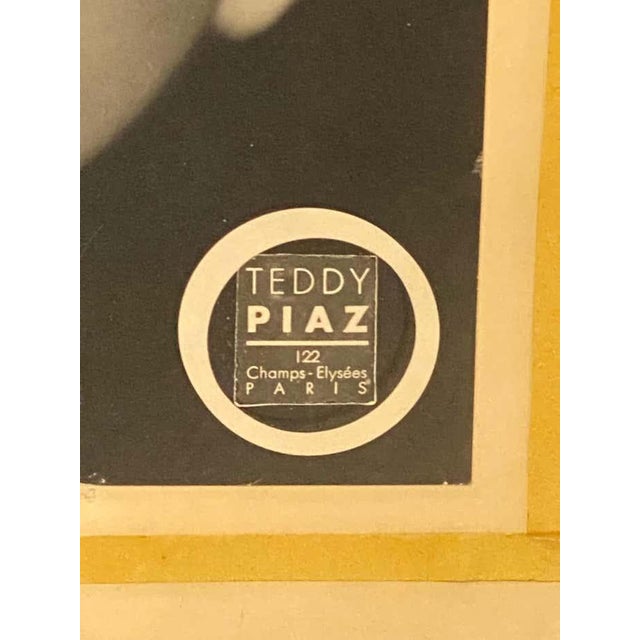 TEDDY
PIAZ
122
Champs-Elysées
PARIS